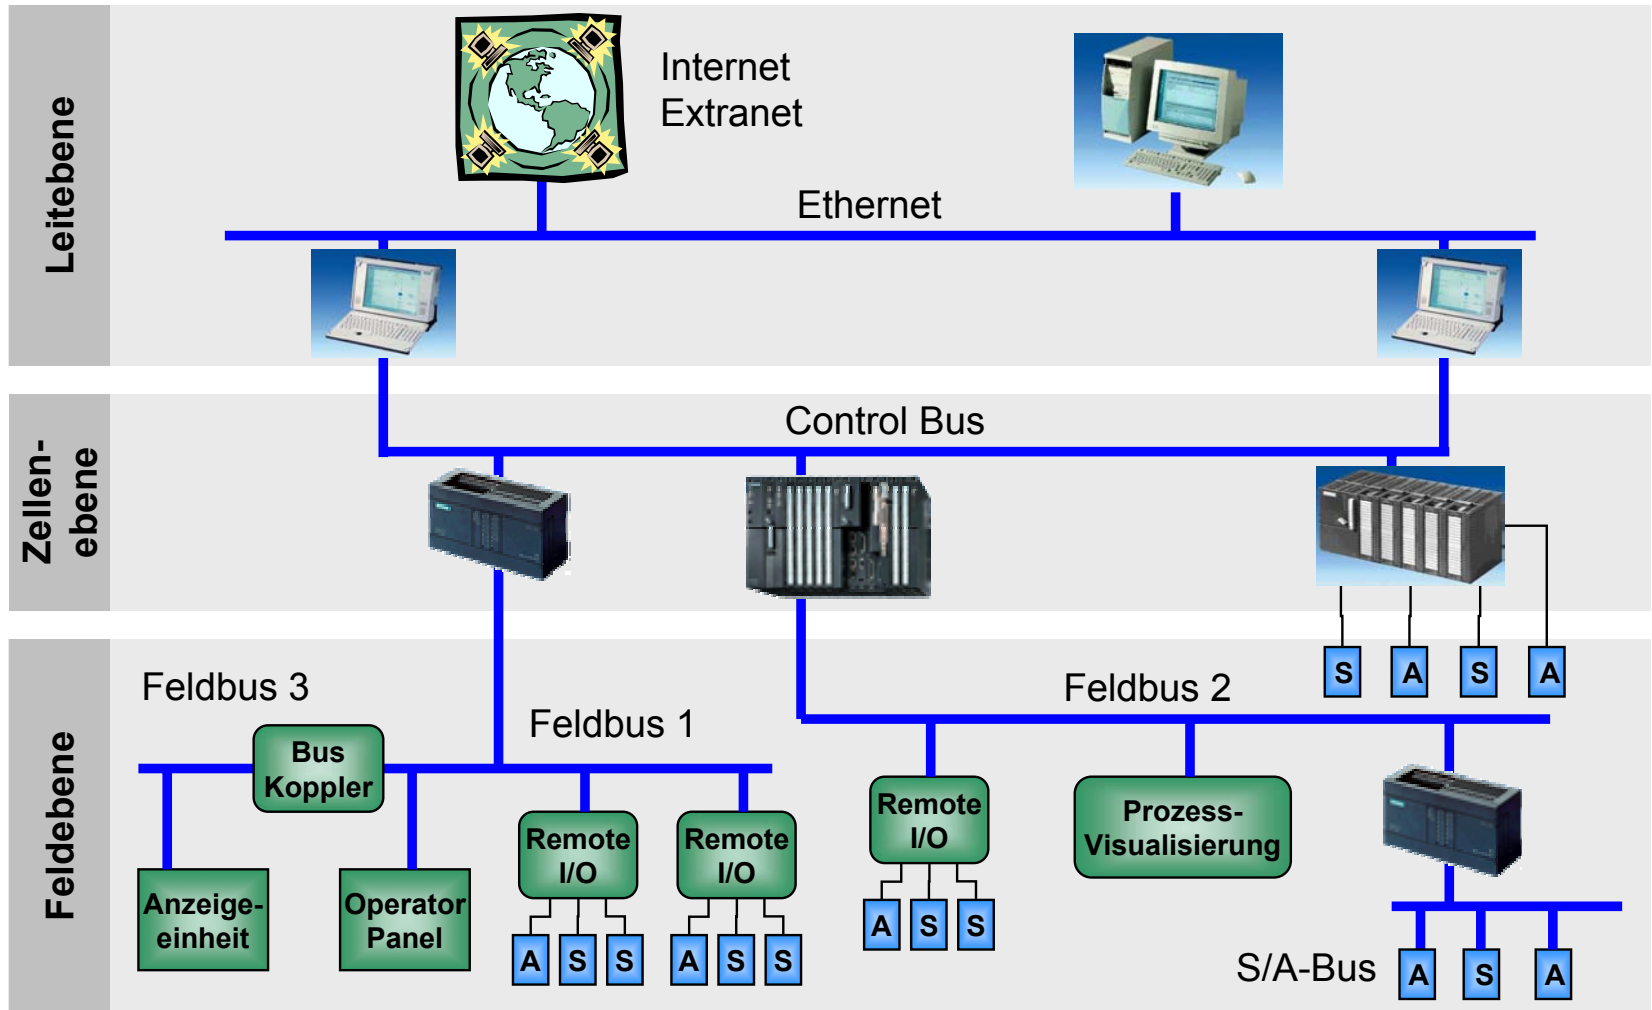 Leitebene
Internet
Extranet
Ethernet
Zellen-
ebene
Control Bus
S
A
S
A
Feldebene
Feldbus 3
Feldbus 1
Feldbus 2
Bus
Koppler
Anzeige-
einheit
Operator
Panel
Remote
I/O
A
S
S
Remote
I/O
A
S
S
Remote
I/O
A
S
S
Prozess-
Visualisierung
S/A-Bus
A
S
A